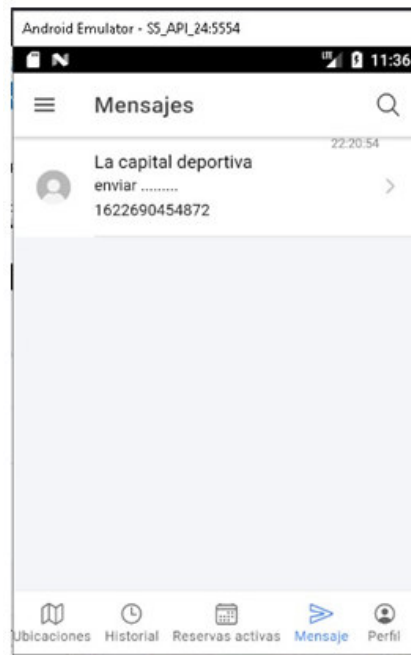 Android Emulator - S5_API_24:5554
LTE 11:36
Mensajes
22:20:54
La capital deportiva
enviar .........
1622690454872
Ubicaciones Historial Reservas activas Mensaje Perfil